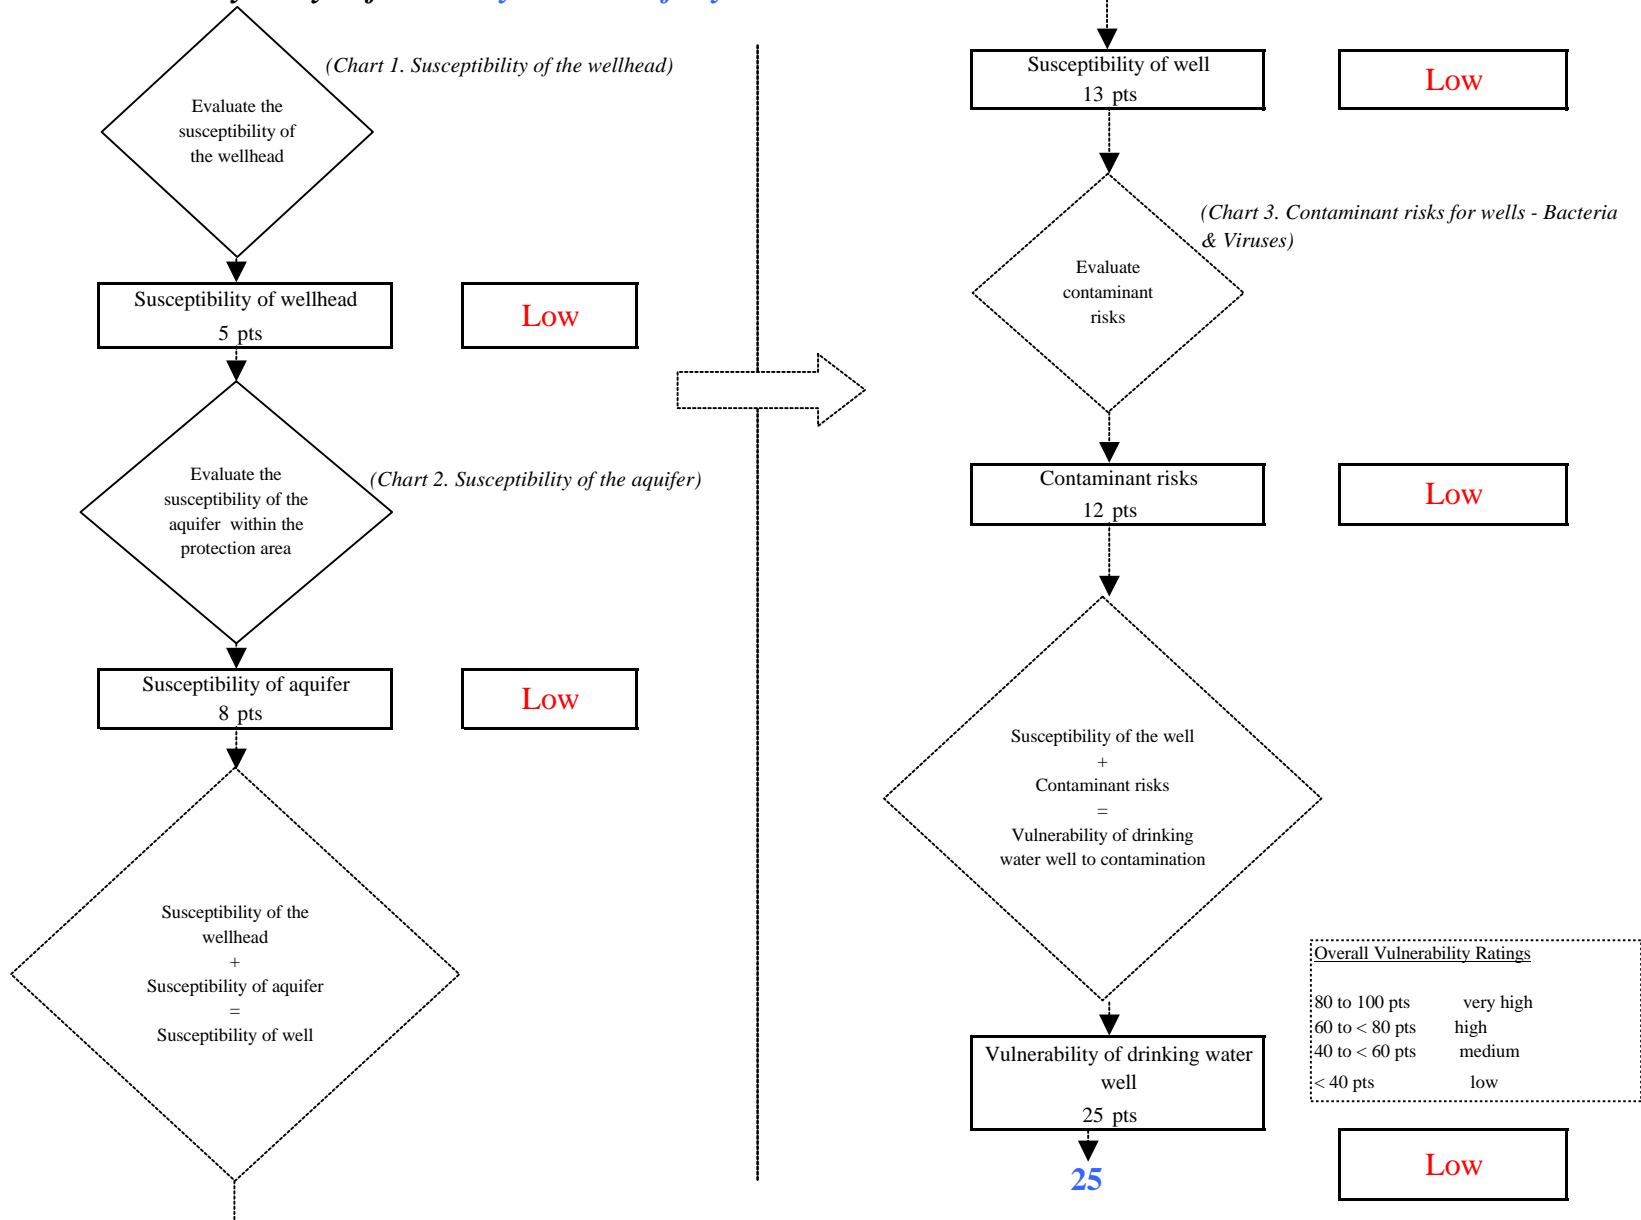 (Chart 1. Susceptibility of the wellhead)
Evaluate the
susceptibility of
the wellhead
Susceptibility of wellhead
5 pts
Low
Evaluate the
susceptibility of the
aquifer within the
protection area
(Chart 2. Susceptibility of the aquifer)
Susceptibility of aquifer
8 pts
Low
Susceptibility of the
wellhead
+
Susceptibility of aquifer
=
Susceptibility of well
Susceptibility of well
13 pts
Low
(Chart 3. Contaminant risks for wells - Bacteria
& Viruses)
Evaluate
contaminant
risks
Contaminant risks
12 pts
Low
Susceptibility of the well
+
Contaminant risks
=
Vulnerability of drinking
water well to contamination
Overall Vulnerability Ratings
80 to 100 pts very high
60 to < 80 pts high
40 to < 60 pts medium
< 40 pts low
Vulnerability of drinking water
well
25 pts
25
Low